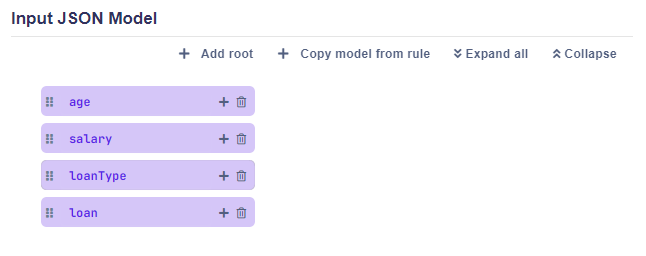 Input JSON Model
Add root Copy model from rule Expand all Collapse
age
salary
loanType
loan